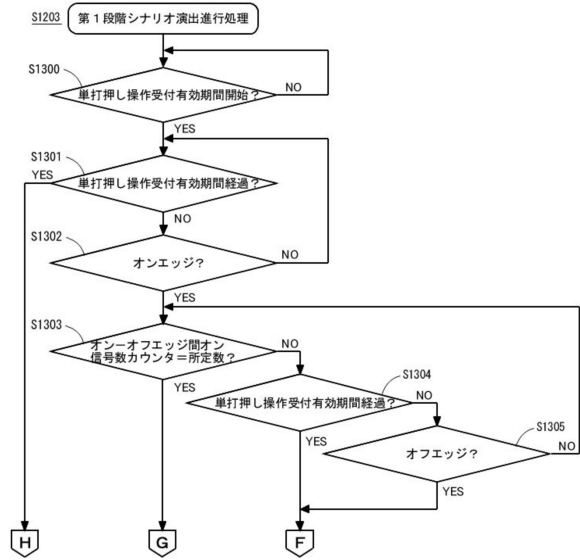 S1203
第１段階シナリオ演出進行処理
S1300
単打押し操作受付有効期間開始？
NO
YES
S1301
YES
単打押し操作受付有効期間経過？
NO
S1302
オンエッジ？
NO
YES
S1303
オン－オフエッジ間オン
信号数カウンタ＝所定数？
NO
YES
S1304
単打押し操作受付有効期間経過？
NO
YES
S1305
オフエッジ？
NO
YES
H
G
F